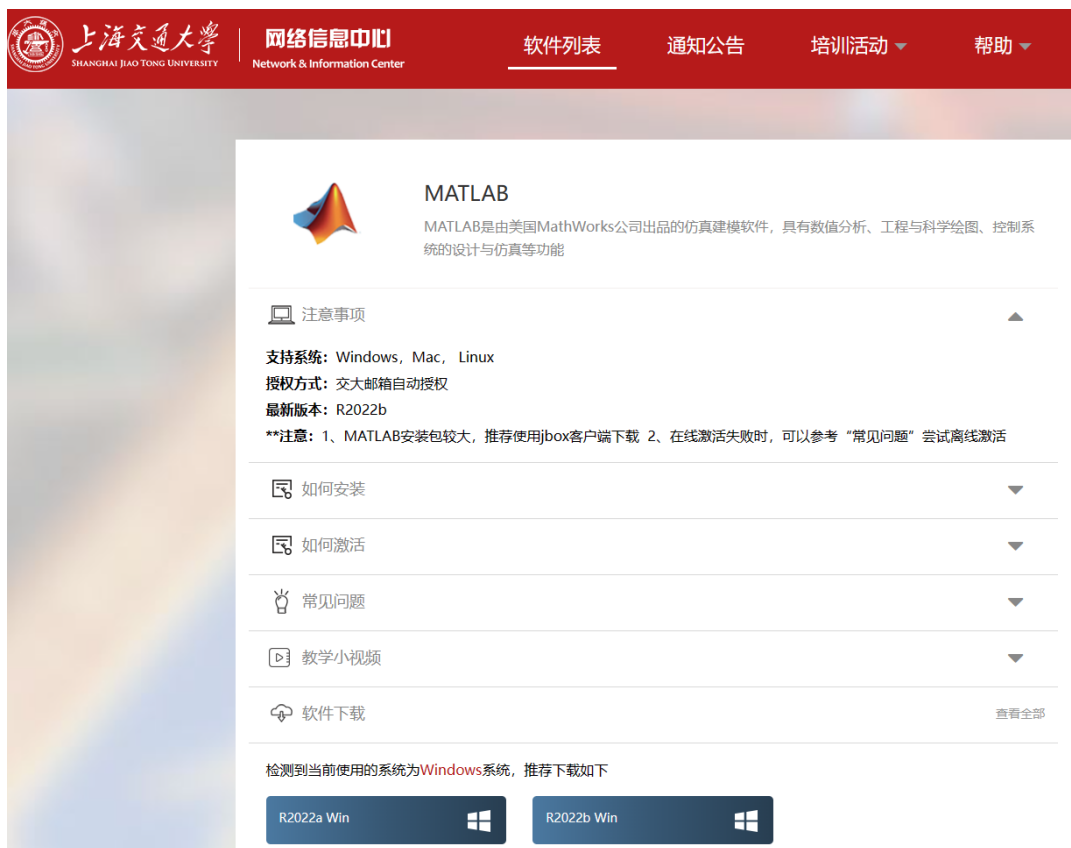 上海交通大学
SHANGHAI JIAO TONG UNIVERSITY
网络信息中心
Network & Information Center
软件列表 通知公告 培训活动 帮助
MATLAB
MATLAB是由美国MathWorks公司出品的仿真建模软件，具有数值分析、工程与科学绘图、控制系
统的设计与仿真等功能
注意事项
支持系统：Windows，Mac， Linux
授权方式：交大邮箱自动授权
最新版本：R2022b
**注意：1、MATLAB安装包较大，推荐使用jbox客户端下载 2、在线激活失败时，可以参考“常见问题”尝试离线激活
如何安装
如何激活
常见问题
教学小视频
软件下载 查看全部
检测到当前使用的系统为Windows系统，推荐下载如下
R2022a Win R2022b Win